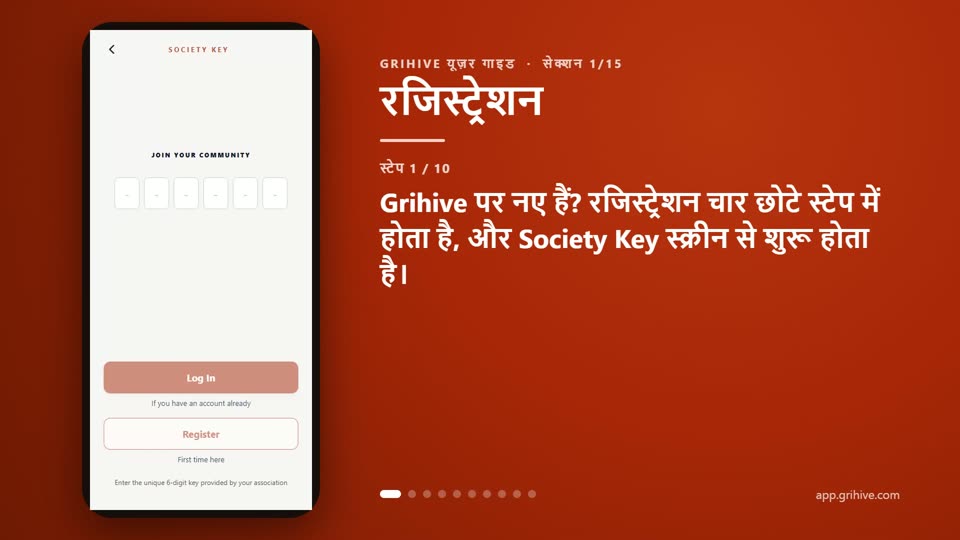 SOCIETY KEY
JOIN YOUR COMMUNITY
Log In
If you have an account already
Register
First time here
Enter the unique 6-digit key provided by your association
GRIHIVE यूज़र गाइड · सेक्शन 1/15
रजिस्ट्रेशन
स्टेप 1 / 10
Grihive पर नए हैं? रजिस्ट्रेशन चार छोटे स्टेप में
होता है, और Society Key स्क्रीन से शुरू होता
है।
app.grihive.com